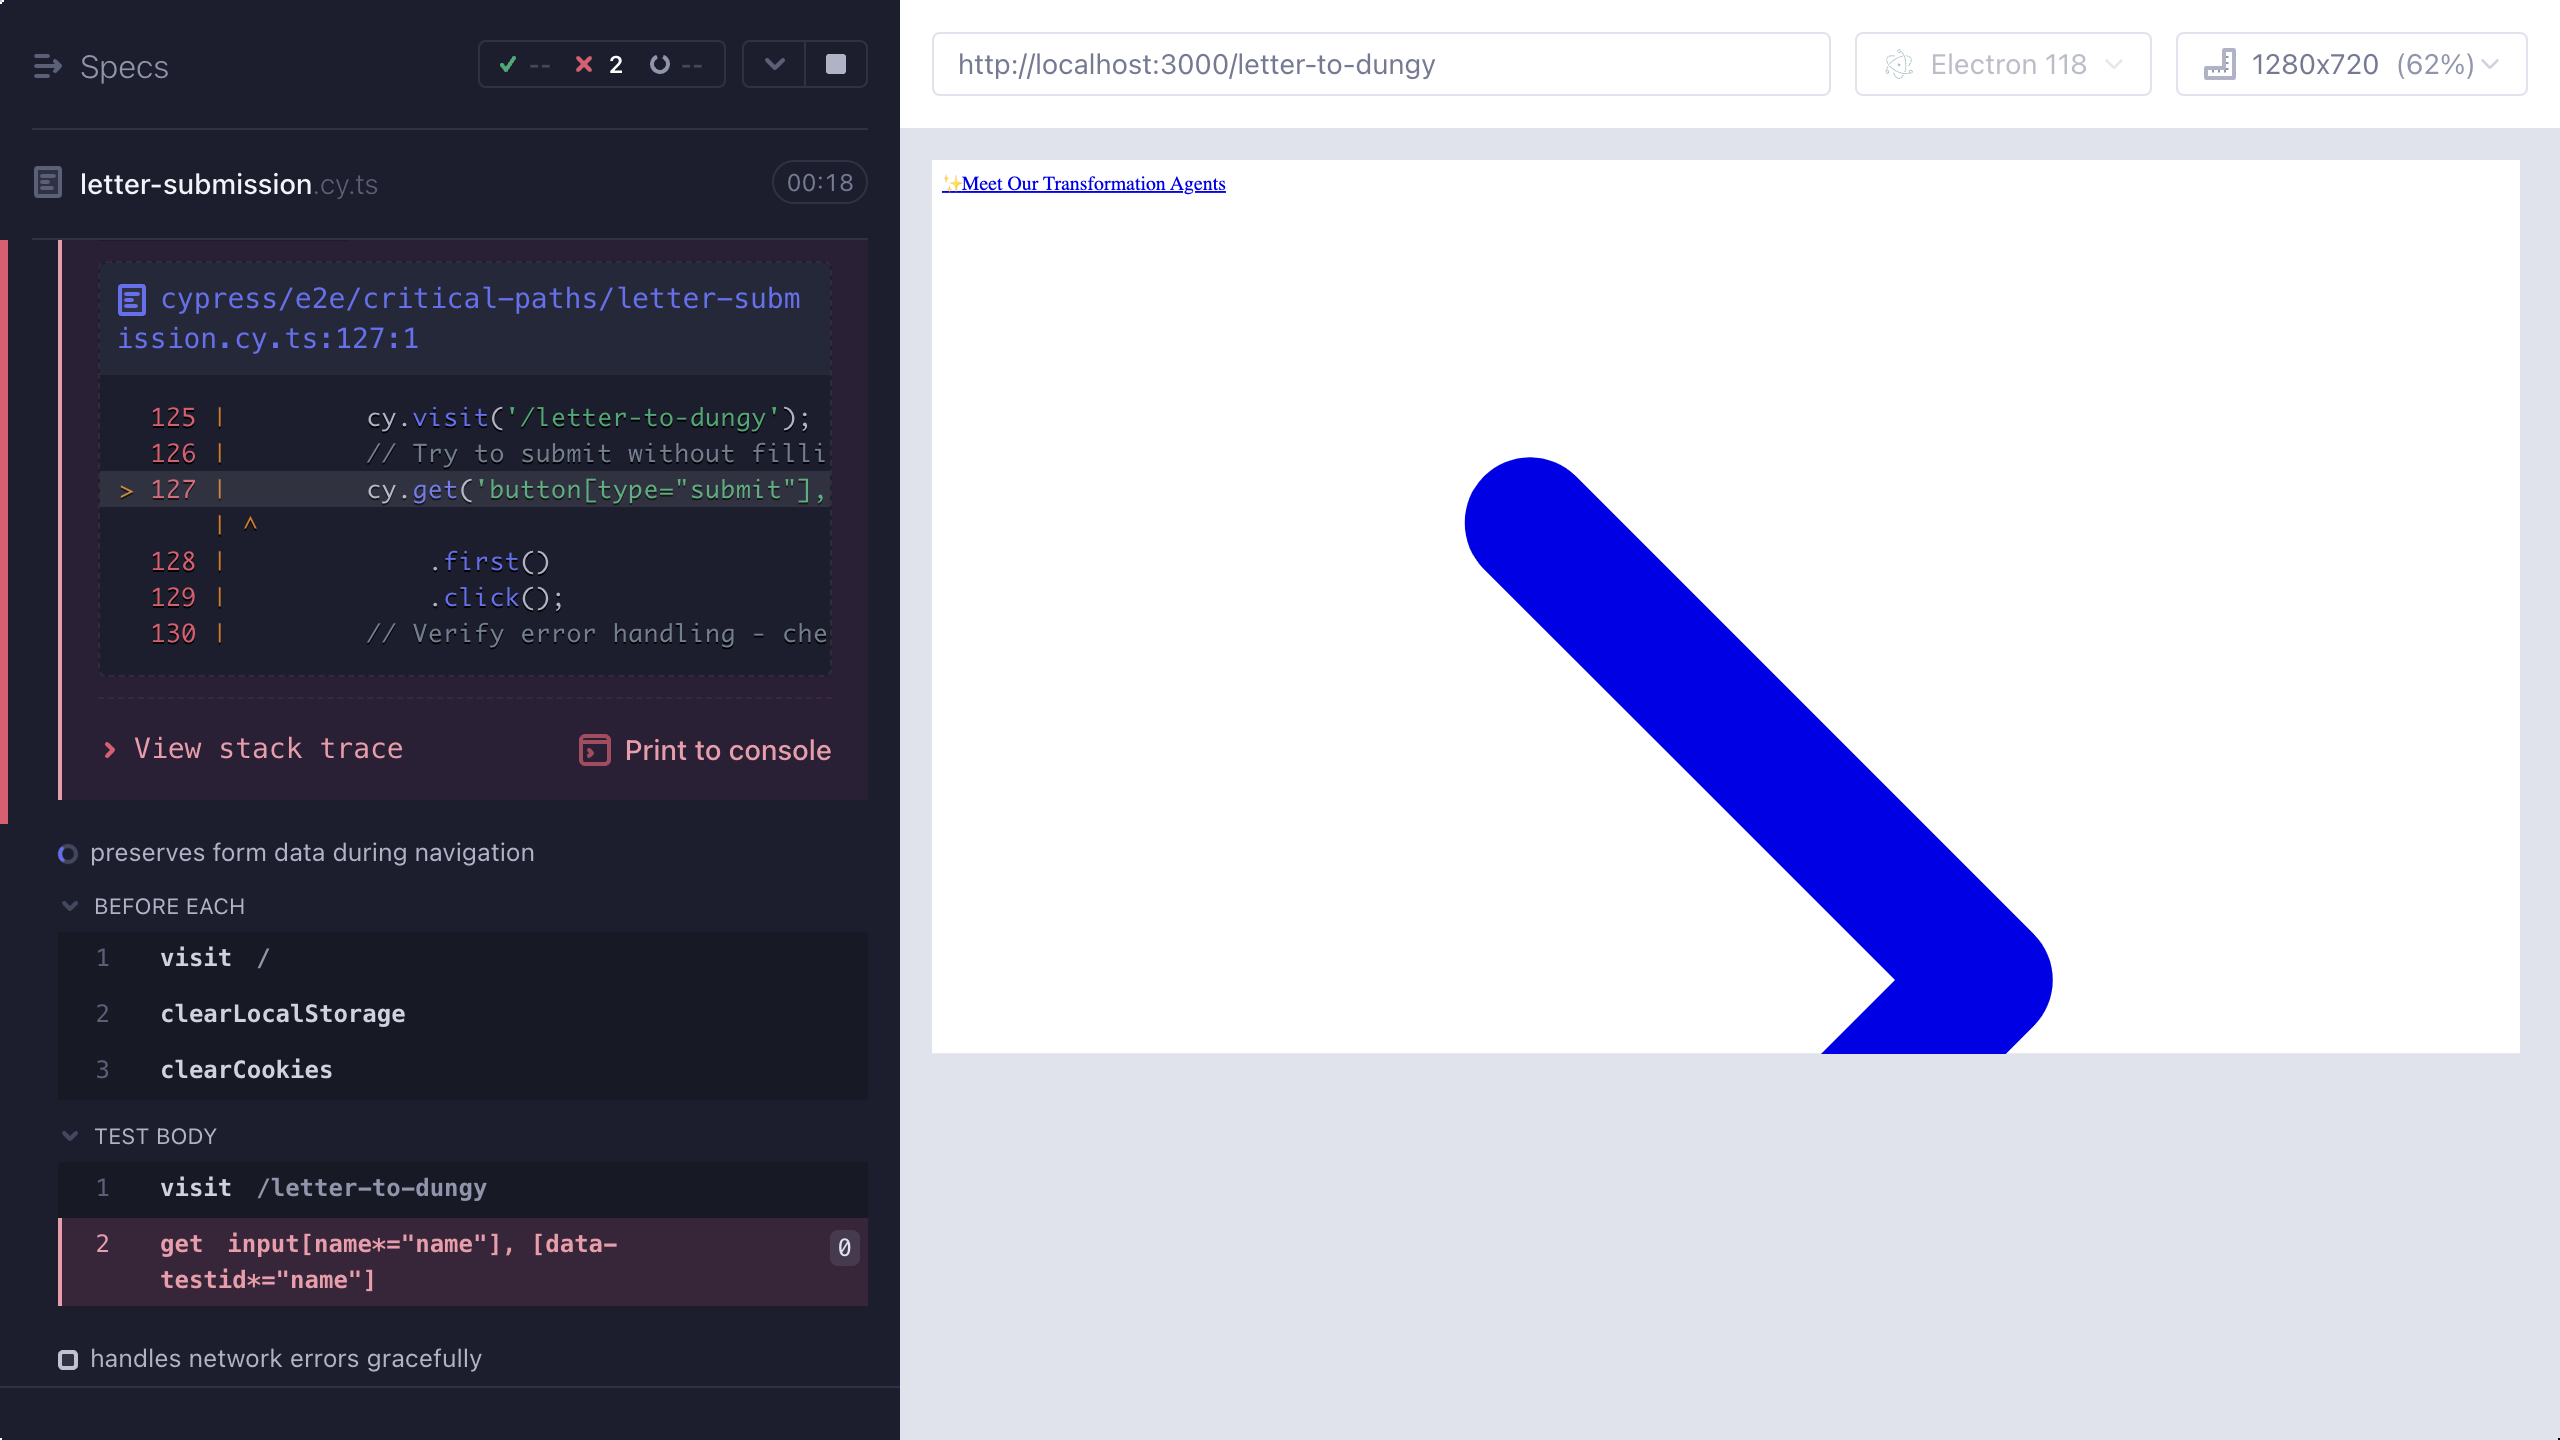 Specs
-- 2 --
letter-submission.cy.ts
00:18
cypress/e2e/critical-paths/letter-subm
ission.cy.ts:127:1
125 | cy.visit('/letter-to-dungy');
126 | // Try to submit without filli
> 127 | cy.get('button[type="submit"],
| ^
128 | .first()
129 | .click();
130 | // Verify error handling - che
View stack trace
Print to console
preserves form data during navigation
BEFORE EACH
1 visit /
2 clearLocalStorage
3 clearCookies
TEST BODY
1 visit /letter-to-dungy
2 get input[name*="name"], [data-
testid*="name"]
0
handles network errors gracefully
http://localhost:3000/letter-to-dungy
Electron 118
1280x720 (62%)
✨Meet Our Transformation Agents